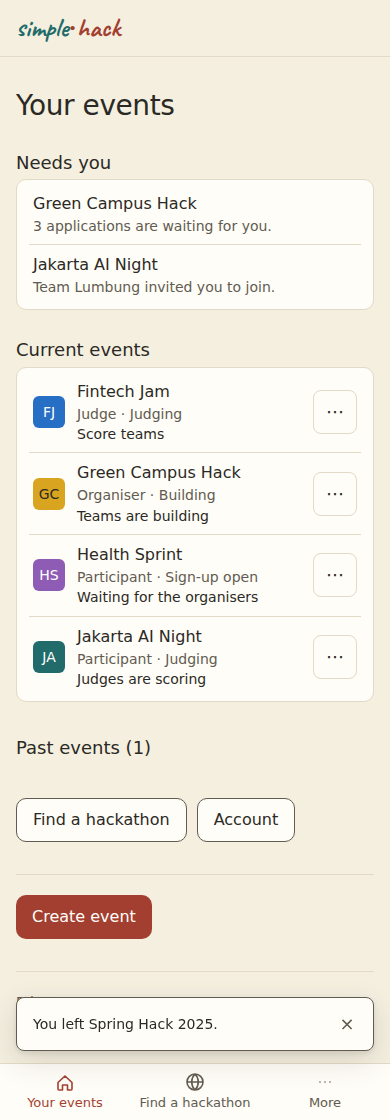 simple hack
Your events
Needs you
Green Campus Hack
3 applications are waiting for you.
Jakarta AI Night
Team Lumbung invited you to join.
Current events
FJ
Fintech Jam
Judge · Judging
Score teams
···
GC
Green Campus Hack
Organiser · Building
Teams are building
···
HS
Health Sprint
Participant · Sign-up open
Waiting for the organisers
···
JA
Jakarta AI Night
Participant · Judging
Judges are scoring
···
Past events (1)
Find a hackathon
Account
Create event
You left Spring Hack 2025.
×
Your events
Find a hackathon
More